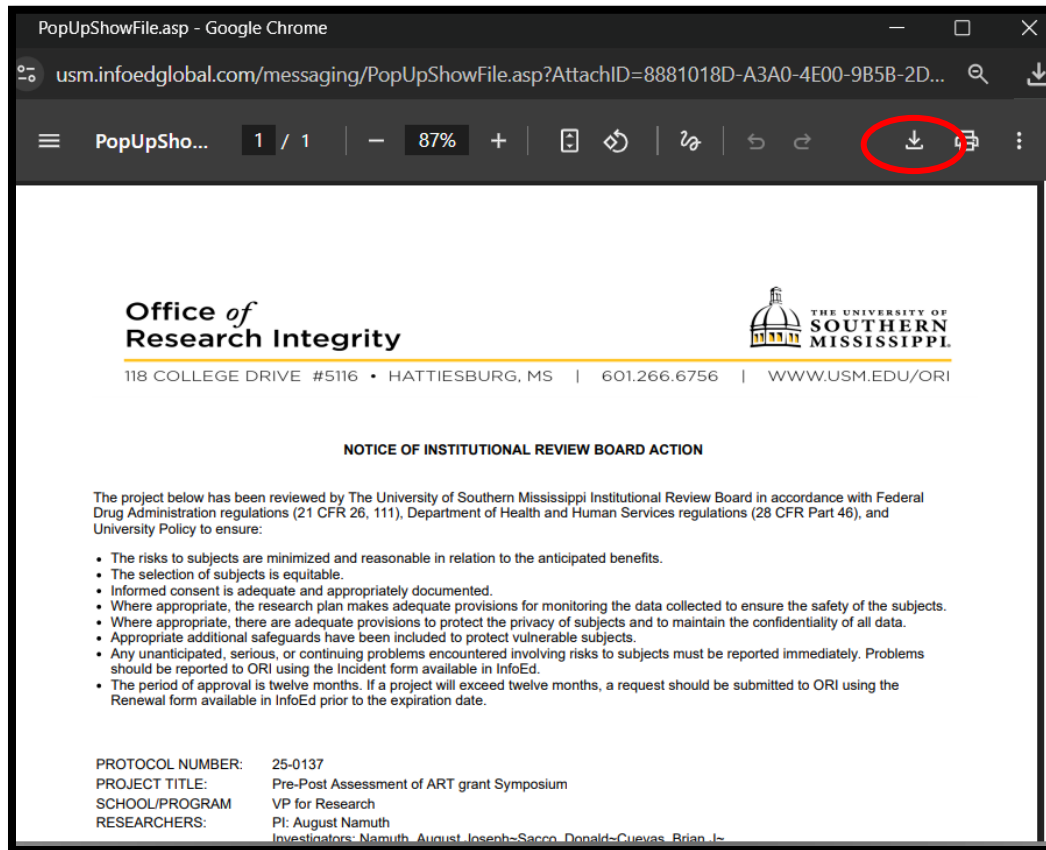 PopUpShowFile.asp - Google Chrome
usm.infoedglobal.com/messaging/PopUpShowFile.asp?AttachID=8881018D-A3A0-4E00-9B5B-2D...
PopUpSho... 1 / 1 87%
Office of
Research Integrity
THE UNIVERSITY OF
SOUTHERN
MISSISSIPPI.
118 COLLEGE DRIVE #5116 • HATTIESBURG, MS | 601.266.6756 | WWW.USM.EDU/ORI
NOTICE OF INSTITUTIONAL REVIEW BOARD ACTION
The project below has been reviewed by The University of Southern Mississippi Institutional Review Board in accordance with Federal
Drug Administration regulations (21 CFR 26, 111), Department of Health and Human Services regulations (28 CFR Part 46), and
University Policy to ensure:
• The risks to subjects are minimized and reasonable in relation to the anticipated benefits.
• The selection of subjects is equitable.
• Informed consent is adequate and appropriately documented.
• Where appropriate, the research plan makes adequate provisions for monitoring the data collected to ensure the safety of the subjects.
• Where appropriate, there are adequate provisions to protect the privacy of subjects and to maintain the confidentiality of all data.
• Appropriate additional safeguards have been included to protect vulnerable subjects.
• Any unanticipated, serious, or continuing problems encountered involving risks to subjects must be reported immediately. Problems
should be reported to ORI using the Incident form available in InfoEd.
• The period of approval is twelve months. If a project will exceed twelve months, a request should be submitted to ORI using the
Renewal form available in InfoEd prior to the expiration date.
PROTOCOL NUMBER: 25-0137
PROJECT TITLE: Pre-Post Assessment of ART grant Symposium
SCHOOL/PROGRAM VP for Research
RESEARCHERS: PI: August Namuth
Investigators: Namuth, August Joseph~Sacco, Donald~Cuevas, Brian J~